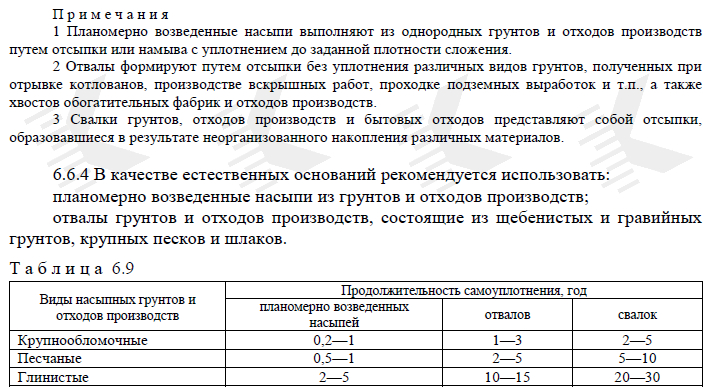 П р и м е ч а н и я
1 Планомерно возведенные насыпи выполняют из однородных грунтов и отходов производств
путем отсыпки или намыва с уплотнением до заданной плотности сложения.
2 Отвалы формируют путем отсыпки без уплотнения различных видов грунтов, полученных при
отрывке котлованов, производстве вскрышных работ, проходке подземных выработок и т.п., а также
хвостов обогатительных фабрик и отходов производств.
3 Свалки грунтов, отходов производств и бытовых отходов представляют собой отсыпки,
образовавшиеся в результате неорганизованного накопления различных материалов.
6.6.4 В качестве естественных оснований рекомендуется использовать:
планомерно возведенные насыпи из грунтов и отходов производств;
отвалы грунтов и отходов производств, состоящие из щебенистых и гравийных
грунтов, крупных песков и шлаков.
Т а б л и ц а 6.9
Виды насыпных грунтов и
отходов производств
Продолжительность самоуплотнения, год
планомерно возведенных
насыпей
отвалов
свалок
Крупнообломочные 0,2—1 1—3 2—5
Песчаные 0,5—1 2—5 5—10
Глинистые 2—5 10—15 20—30